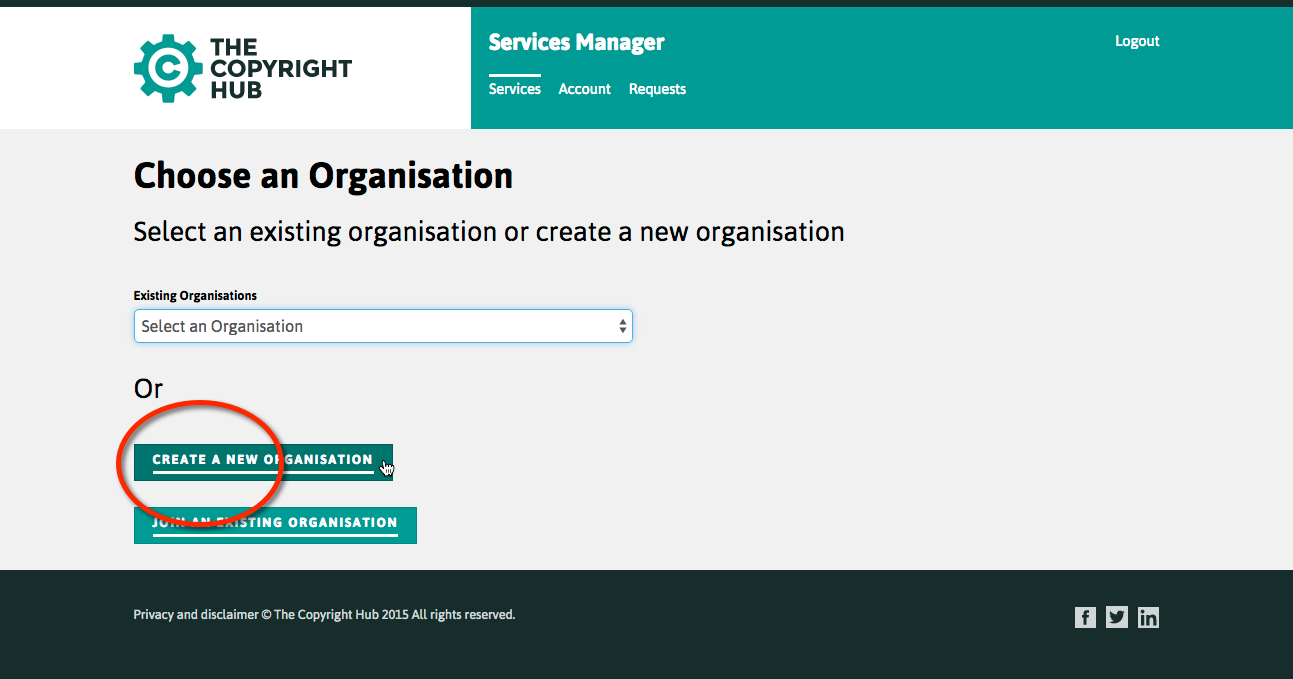 THE
COPYRIGHT
HUB
Services Manager
Logout
Services Account Requests
Choose an Organisation
Select an existing organisation or create a new organisation
Existing Organisations
Select an Organisation
Or
CREATE A NEW ORGANISATION
JOIN AN EXISTING ORGANISATION
Privacy and disclaimer © The Copyright Hub 2015 All rights reserved.